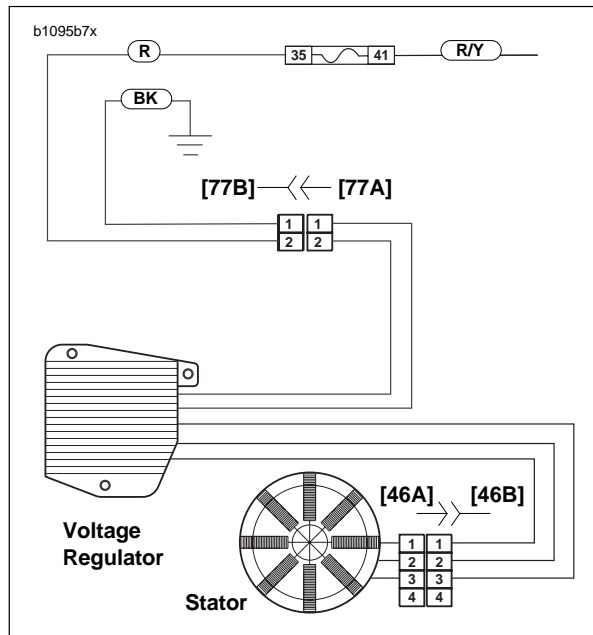 b1095b7x
R
35 41
R/Y
BK
[77B] [77A]
1 1
2 2
Voltage
Regulator
Stator
[46A] [46B]
1 1
2 2
3 3
4 4